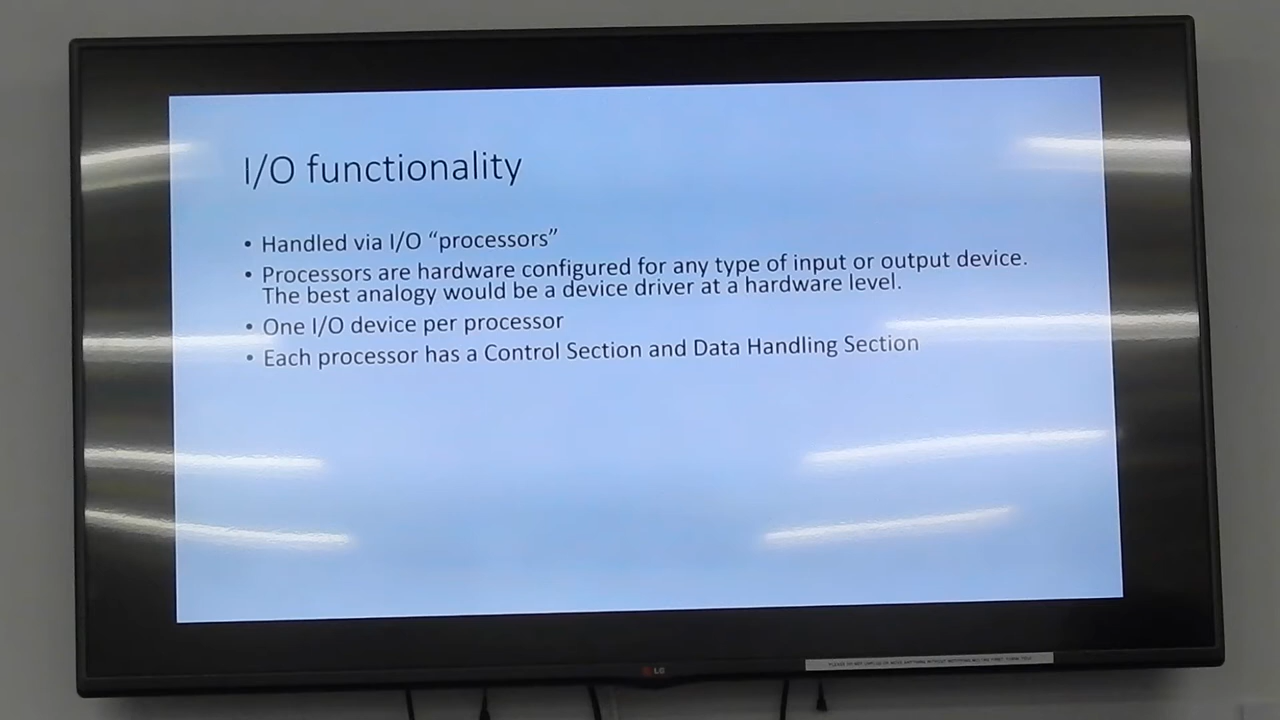 I/O functionality
• Handled via I/O “processors”
• Processors are hardware configured for any type of input or output device.
The best analogy would be a device driver at a hardware level.
• One I/O device per processor
• Each processor has a Control Section and Data Handling Section
LG